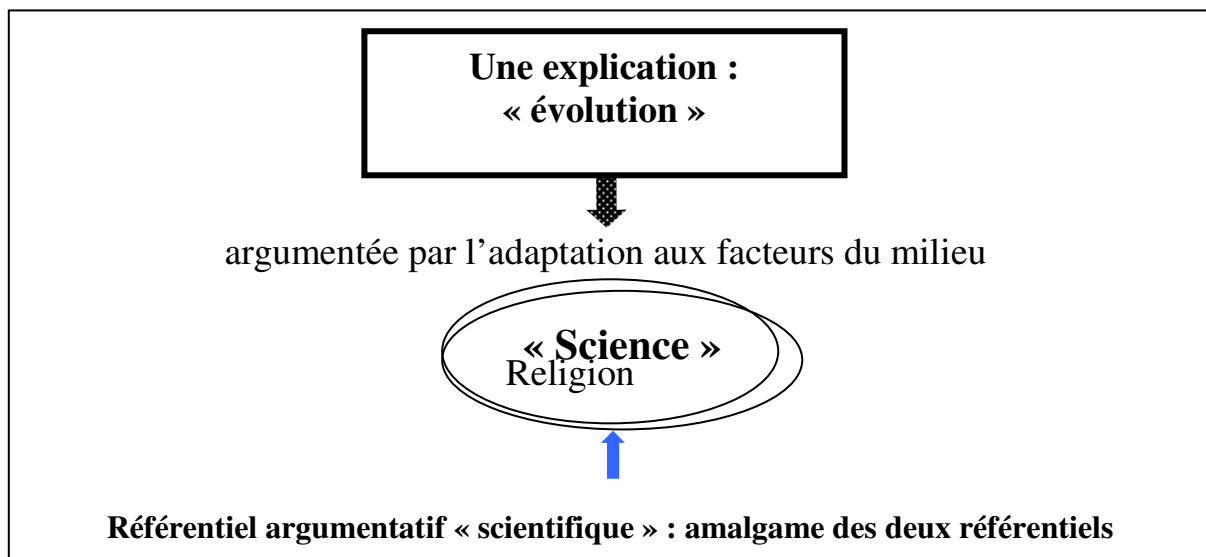 Une explication :
« évolution »
argumentée par l’adaptation aux facteurs du milieu
« Science »
Religion
Référentiel argumentatif « scientifique » : amalgame des deux référentiels